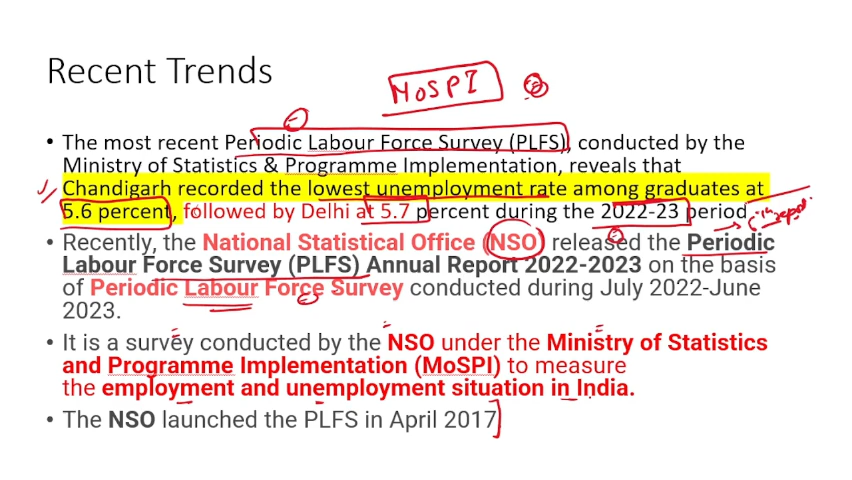 Recent Trends
MoSPI
• The most recent Periodic Labour Force Survey (PLFS), conducted by the
Ministry of Statistics & Programme Implementation, reveals that
Chandigarh recorded the lowest unemployment rate among graduates at
5.6 percent, followed by Delhi at 5.7 percent during the 2022-23 period
• Recently, the National Statistical Office (NSO) released the Periodic
Labour Force Survey (PLFS) Annual Report 2022-2023 on the basis
of Periodic Labour Force Survey conducted during July 2022-June
2023.
• It is a survey conducted by the NSO under the Ministry of Statistics
and Programme Implementation (MoSPI) to measure
the employment and unemployment situation in India.
• The NSO launched the PLFS in April 2017